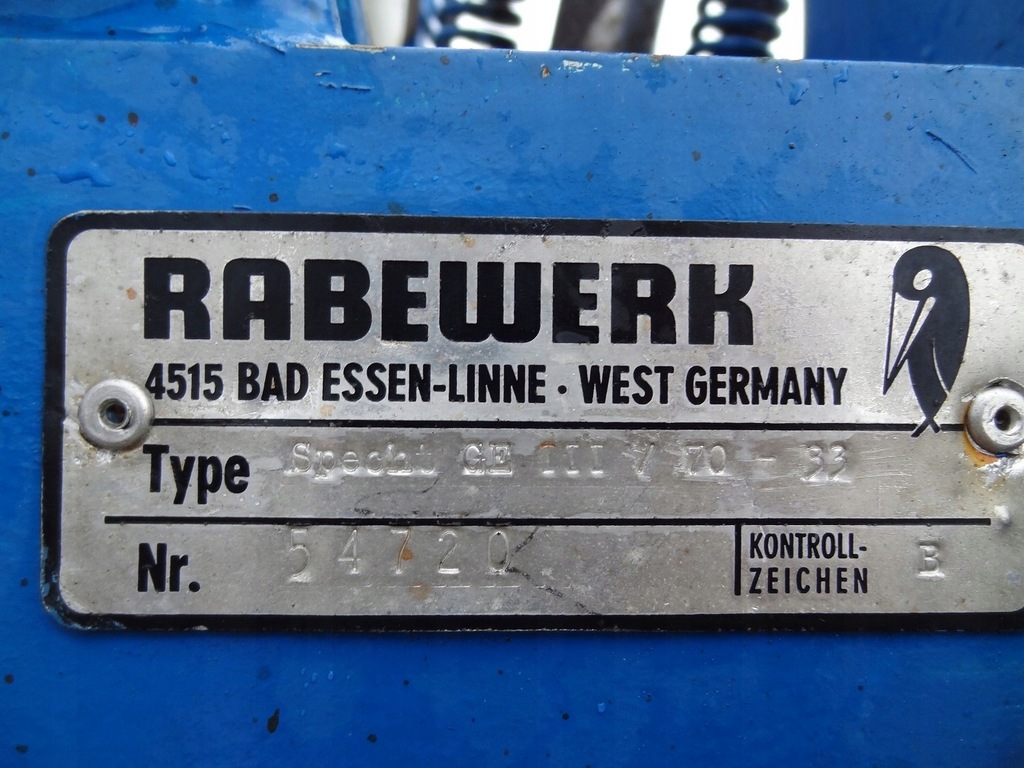 RABEWERK
4515 BAD ESSEN-LINNE · WEST GERMANY
Type Specht GE III / 70 - 33
Nr. 54720
KONTROLL-
ZEICHEN B